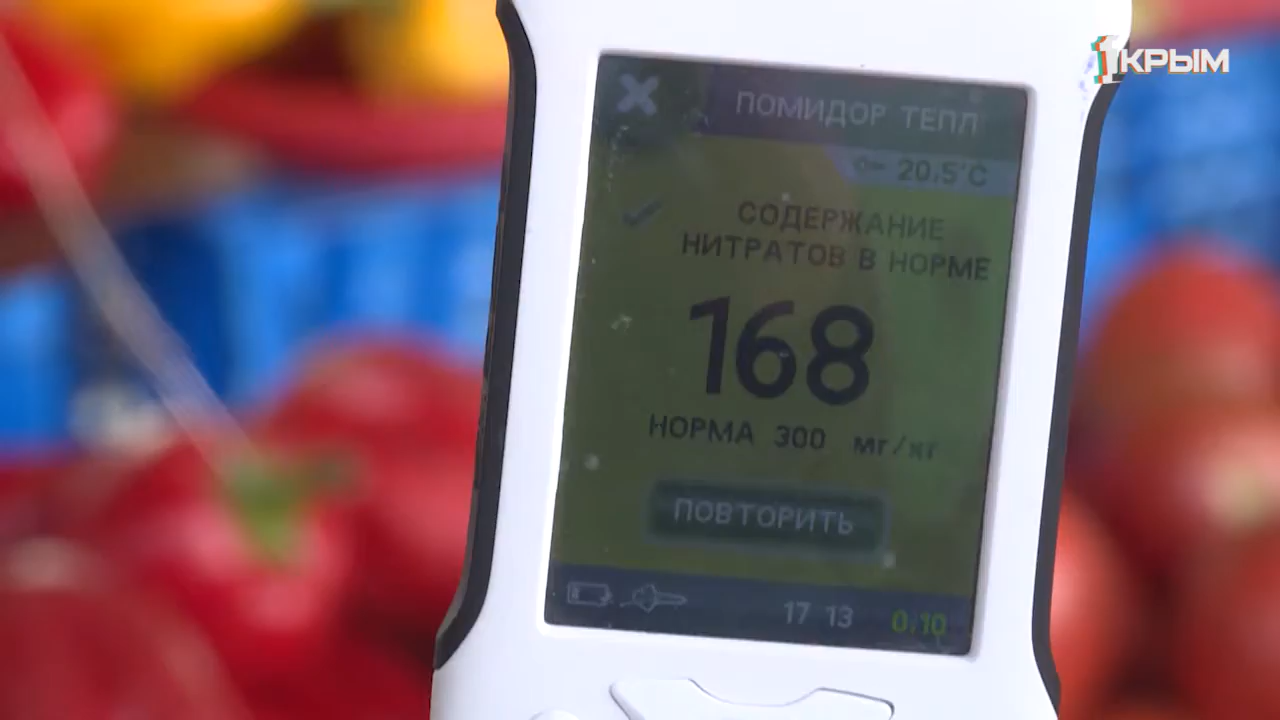 1КРЫМ
ПОМИДОР ТЕПЛ
20.5°C
СОДЕРЖАНИЕ
НИТРАТОВ В НОРМЕ
168
НОРМА 300 мг/кг
ПОВТОРИТЬ
17 13 0.10